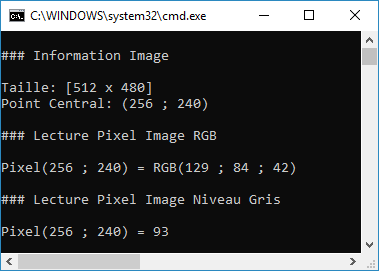 C:\WINDOWS\system32\cmd.exe
### Information Image
Taille: [512 x 480]
Point Central: (256 ; 240)
### Lecture Pixel Image RGB
Pixel(256 ; 240) = RGB(129 ; 84 ; 42)
### Lecture Pixel Image Niveau Gris
Pixel(256 ; 240) = 93